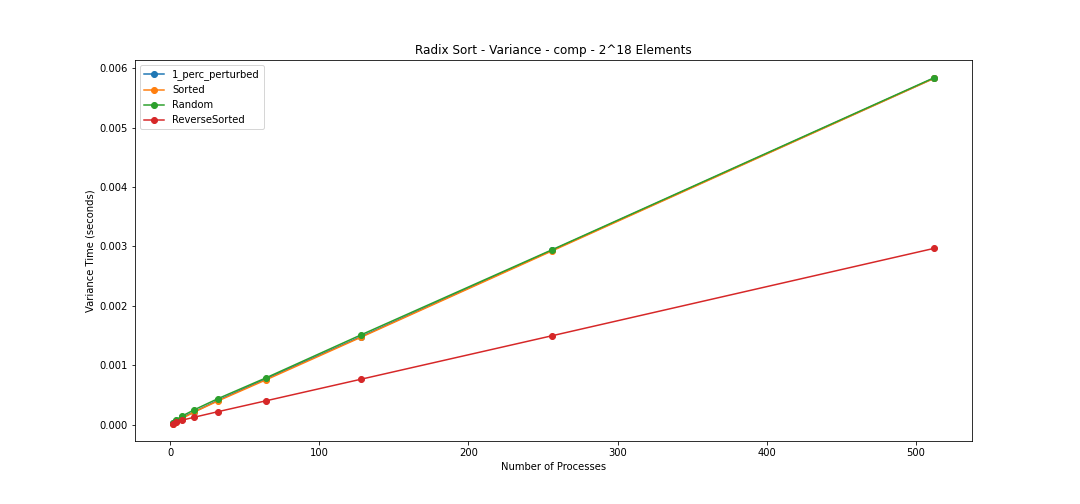 Radix Sort - Variance - comp - 2^18 Elements
1_perc_perturbed
Sorted
Random
ReverseSorted
Variance Time (seconds)
0.006
0.005
0.004
0.003
0.002
0.001
0.000
0
100
200
300
400
500
Number of Processes